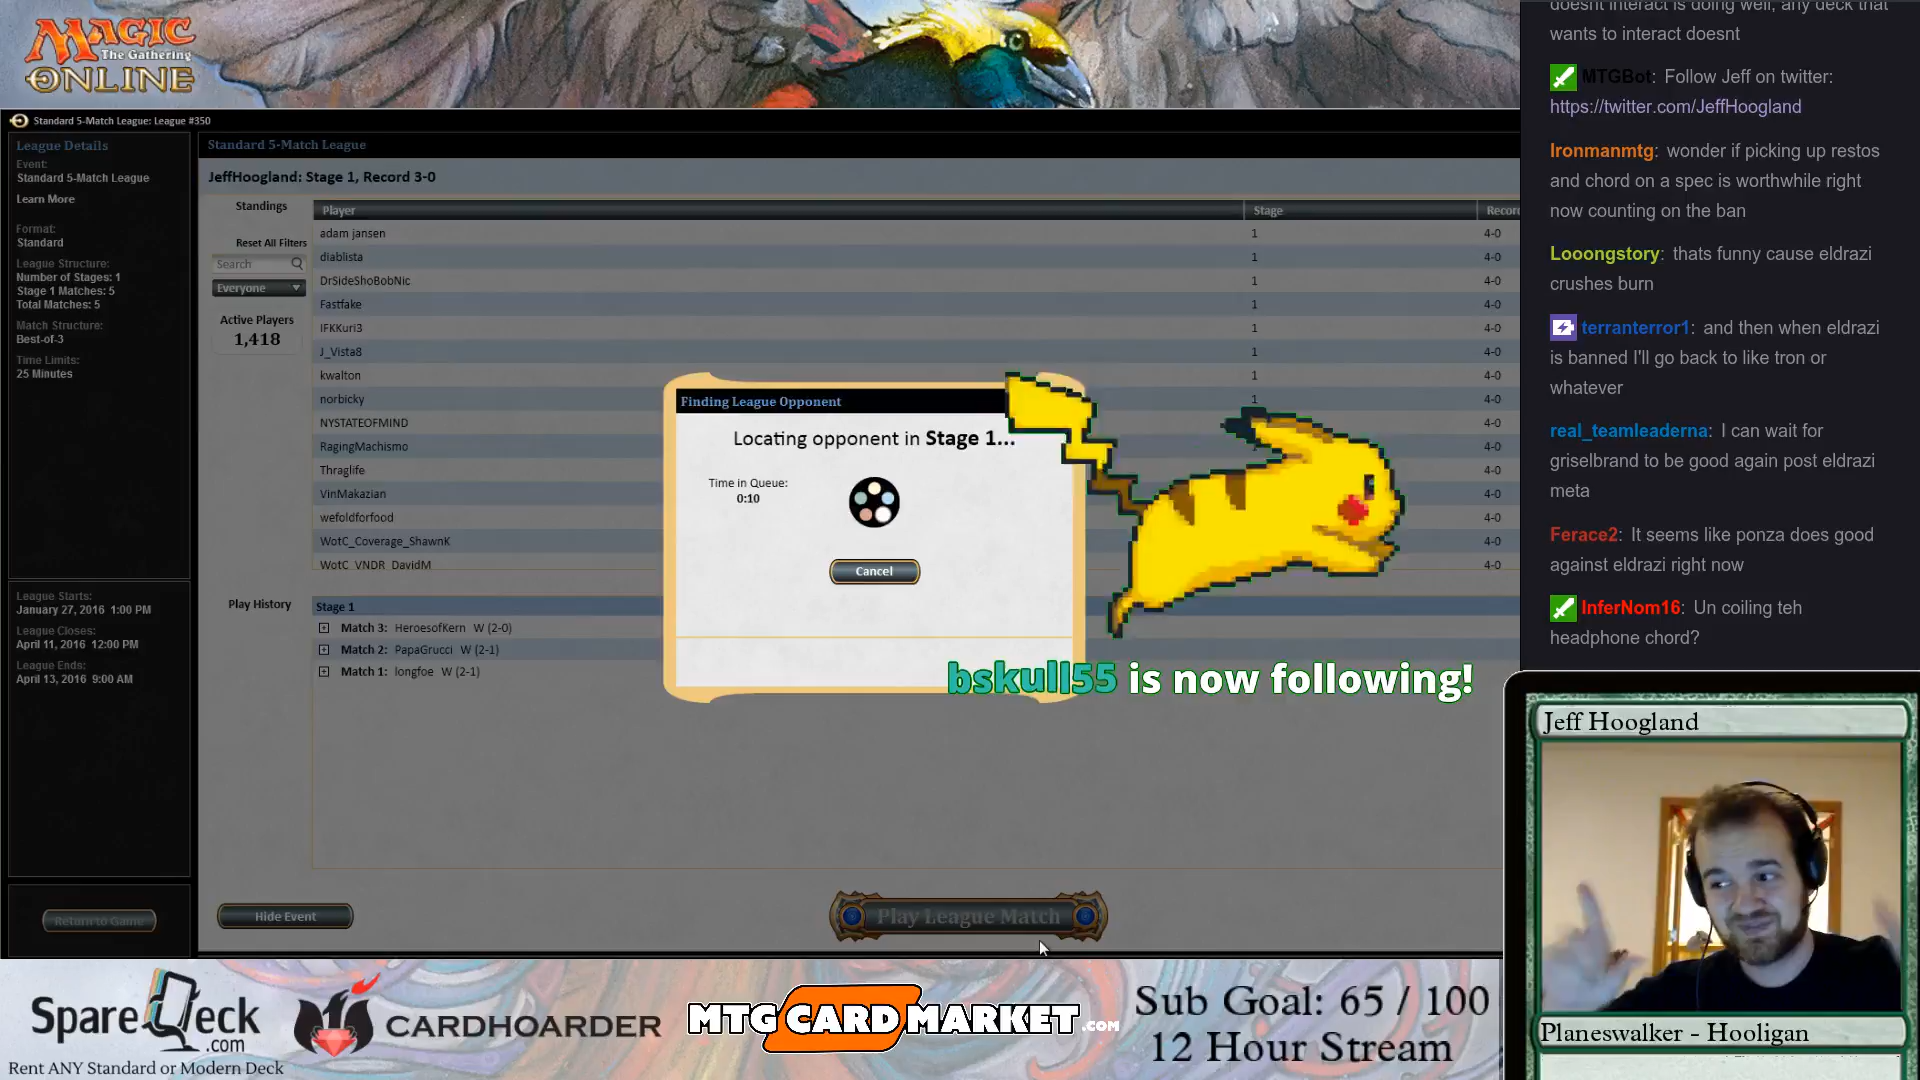 MAGIC
The Gathering
ONLINE
Standard 5-Match League: League #350
League Details
Event:
Standard 5-Match League
Learn More
Format:
Standard
League Structure:
Number of Stages: 1
Stage 1 Matches: 5
Total Matches: 5
Match Structure:
Best-of-3
Time Limits:
25 Minutes
League Starts:
January 27, 2016 1:00 PM
League Closes:
April 11, 2016 12:00 PM
League Ends:
April 13, 2016 9:00 AM
Return to Game
Standard 5-Match League
JeffHoogland: Stage 1, Record 3-0
Standings
Reset All Filters
Search
Everyone
Active Players
1,418
Player Stage Record
adam jansen 1 4-0
diablista 1 4-0
DrSideShoBobNic 1 4-0
Fastfake 1 4-0
IFKKuri3 1 4-0
J_Vista8 1 4-0
kwalton 1 4-0
norbicky 1 4-0
NYSTATEOFMIND 4-0
RagingMachismo 4-0
Thraglife 4-0
VinMakazian 4-0
wefoldforfood 4-0
WotC_Coverage_ShawnK 4-0
WotC_VNDR_DavidM 4-0
Play History
Stage 1
Match 3: HeroesofKern W (2-0)
Match 2: PapaGrucci W (2-1)
Match 1: longfoe W (2-1)
Hide Event
Play League Match
Finding League Opponent
Locating opponent in Stage 1...
Time in Queue:
0:10
Cancel
bskull55 is now following!
doesnt interact is doing well, any deck that
wants to interact doesnt
MTGBot: Follow Jeff on twitter:
https://twitter.com/JeffHoogland
Ironmanmtg: wonder if picking up restos
and chord on a spec is worthwhile right
now counting on the ban
Looongstory: thats funny cause eldrazi
crushes burn
terranterror1: and then when eldrazi
is banned I'll go back to like tron or
whatever
real_teamleaderna: I can wait for
griselbrand to be good again post eldrazi
meta
Ferace2: It seems like ponza does good
against eldrazi right now
InferNom16: Un coiling teh
headphone chord?
Jeff Hoogland
Planeswalker - Hooligan
SpareDeck
.com
Rent ANY Standard or Modern Deck
CARDHOARDER
MTG CARD MARKET.com
Sub Goal: 65 / 100
12 Hour Stream